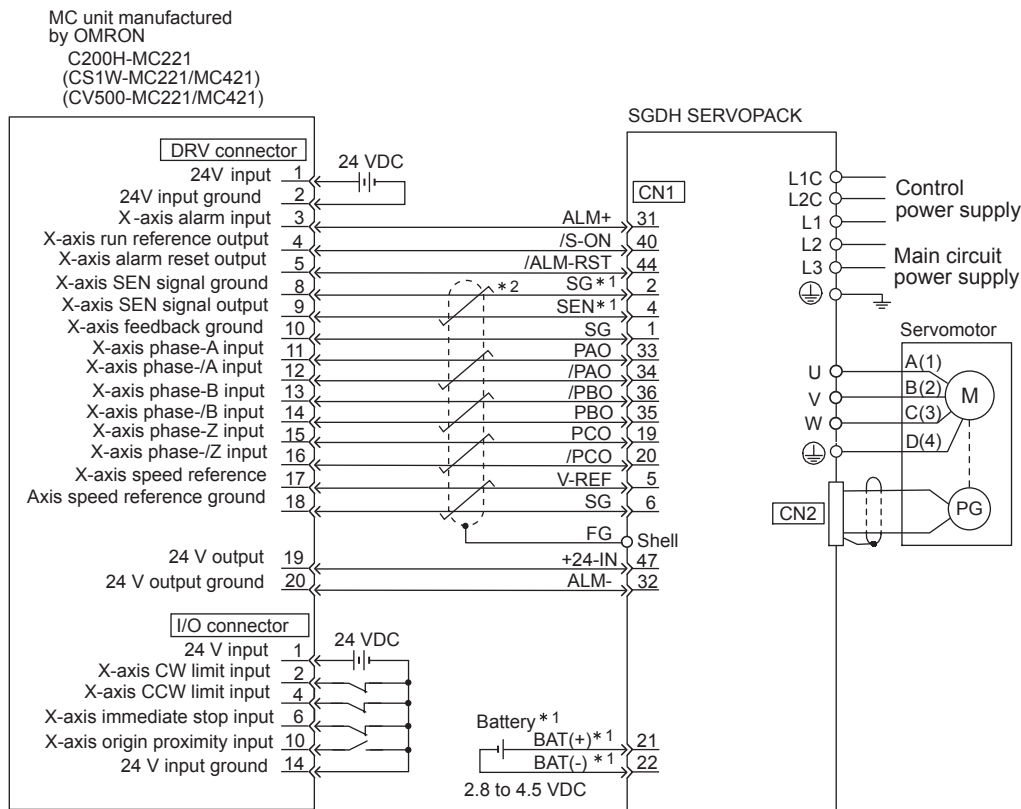 MC unit manufactured
by OMRON
C200H-MC221
(CS1W-MC221/MC421)
(CV500-MC221/MC421)
SGDH SERVOPACK
DRV connector
24 VDC
24V input 1
24V input ground 2
X-axis alarm input 3 ALM+ 31
X-axis run reference output 4 /S-ON 40
X-axis alarm reset output 5 /ALM-RST 44
X-axis SEN signal ground 8 *2 SG*1 2
X-axis SEN signal output 9 SEN*1 4
X-axis feedback ground 10 SG 1
X-axis phase-A input 11 PAO 33
X-axis phase-/A input 12 /PAO 34
X-axis phase-B input 13 /PBO 36
X-axis phase-/B input 14 PBO 35
X-axis phase-Z input 15 PCO 19
X-axis phase-/Z input 16 /PCO 20
X-axis speed reference 17 V-REF 5
Axis speed reference ground 18 SG 6
FG Shell
24 V output 19 +24-IN 47
24 V output ground 20 ALM- 32
CN1
L1C
L2C
Control
power supply
L1
L2
L3
Main circuit
power supply
Servomotor
U A(1)
V B(2)
W C(3)
D(4)
M
CN2
PG
I/O connector
24 VDC
24 V input 1
X-axis CW limit input 2
X-axis CCW limit input 4
X-axis immediate stop input 6
X-axis origin proximity input 10
24 V input ground 14
Battery*1
BAT(+)*1 21
BAT(-)*1 22
2.8 to 4.5 VDC